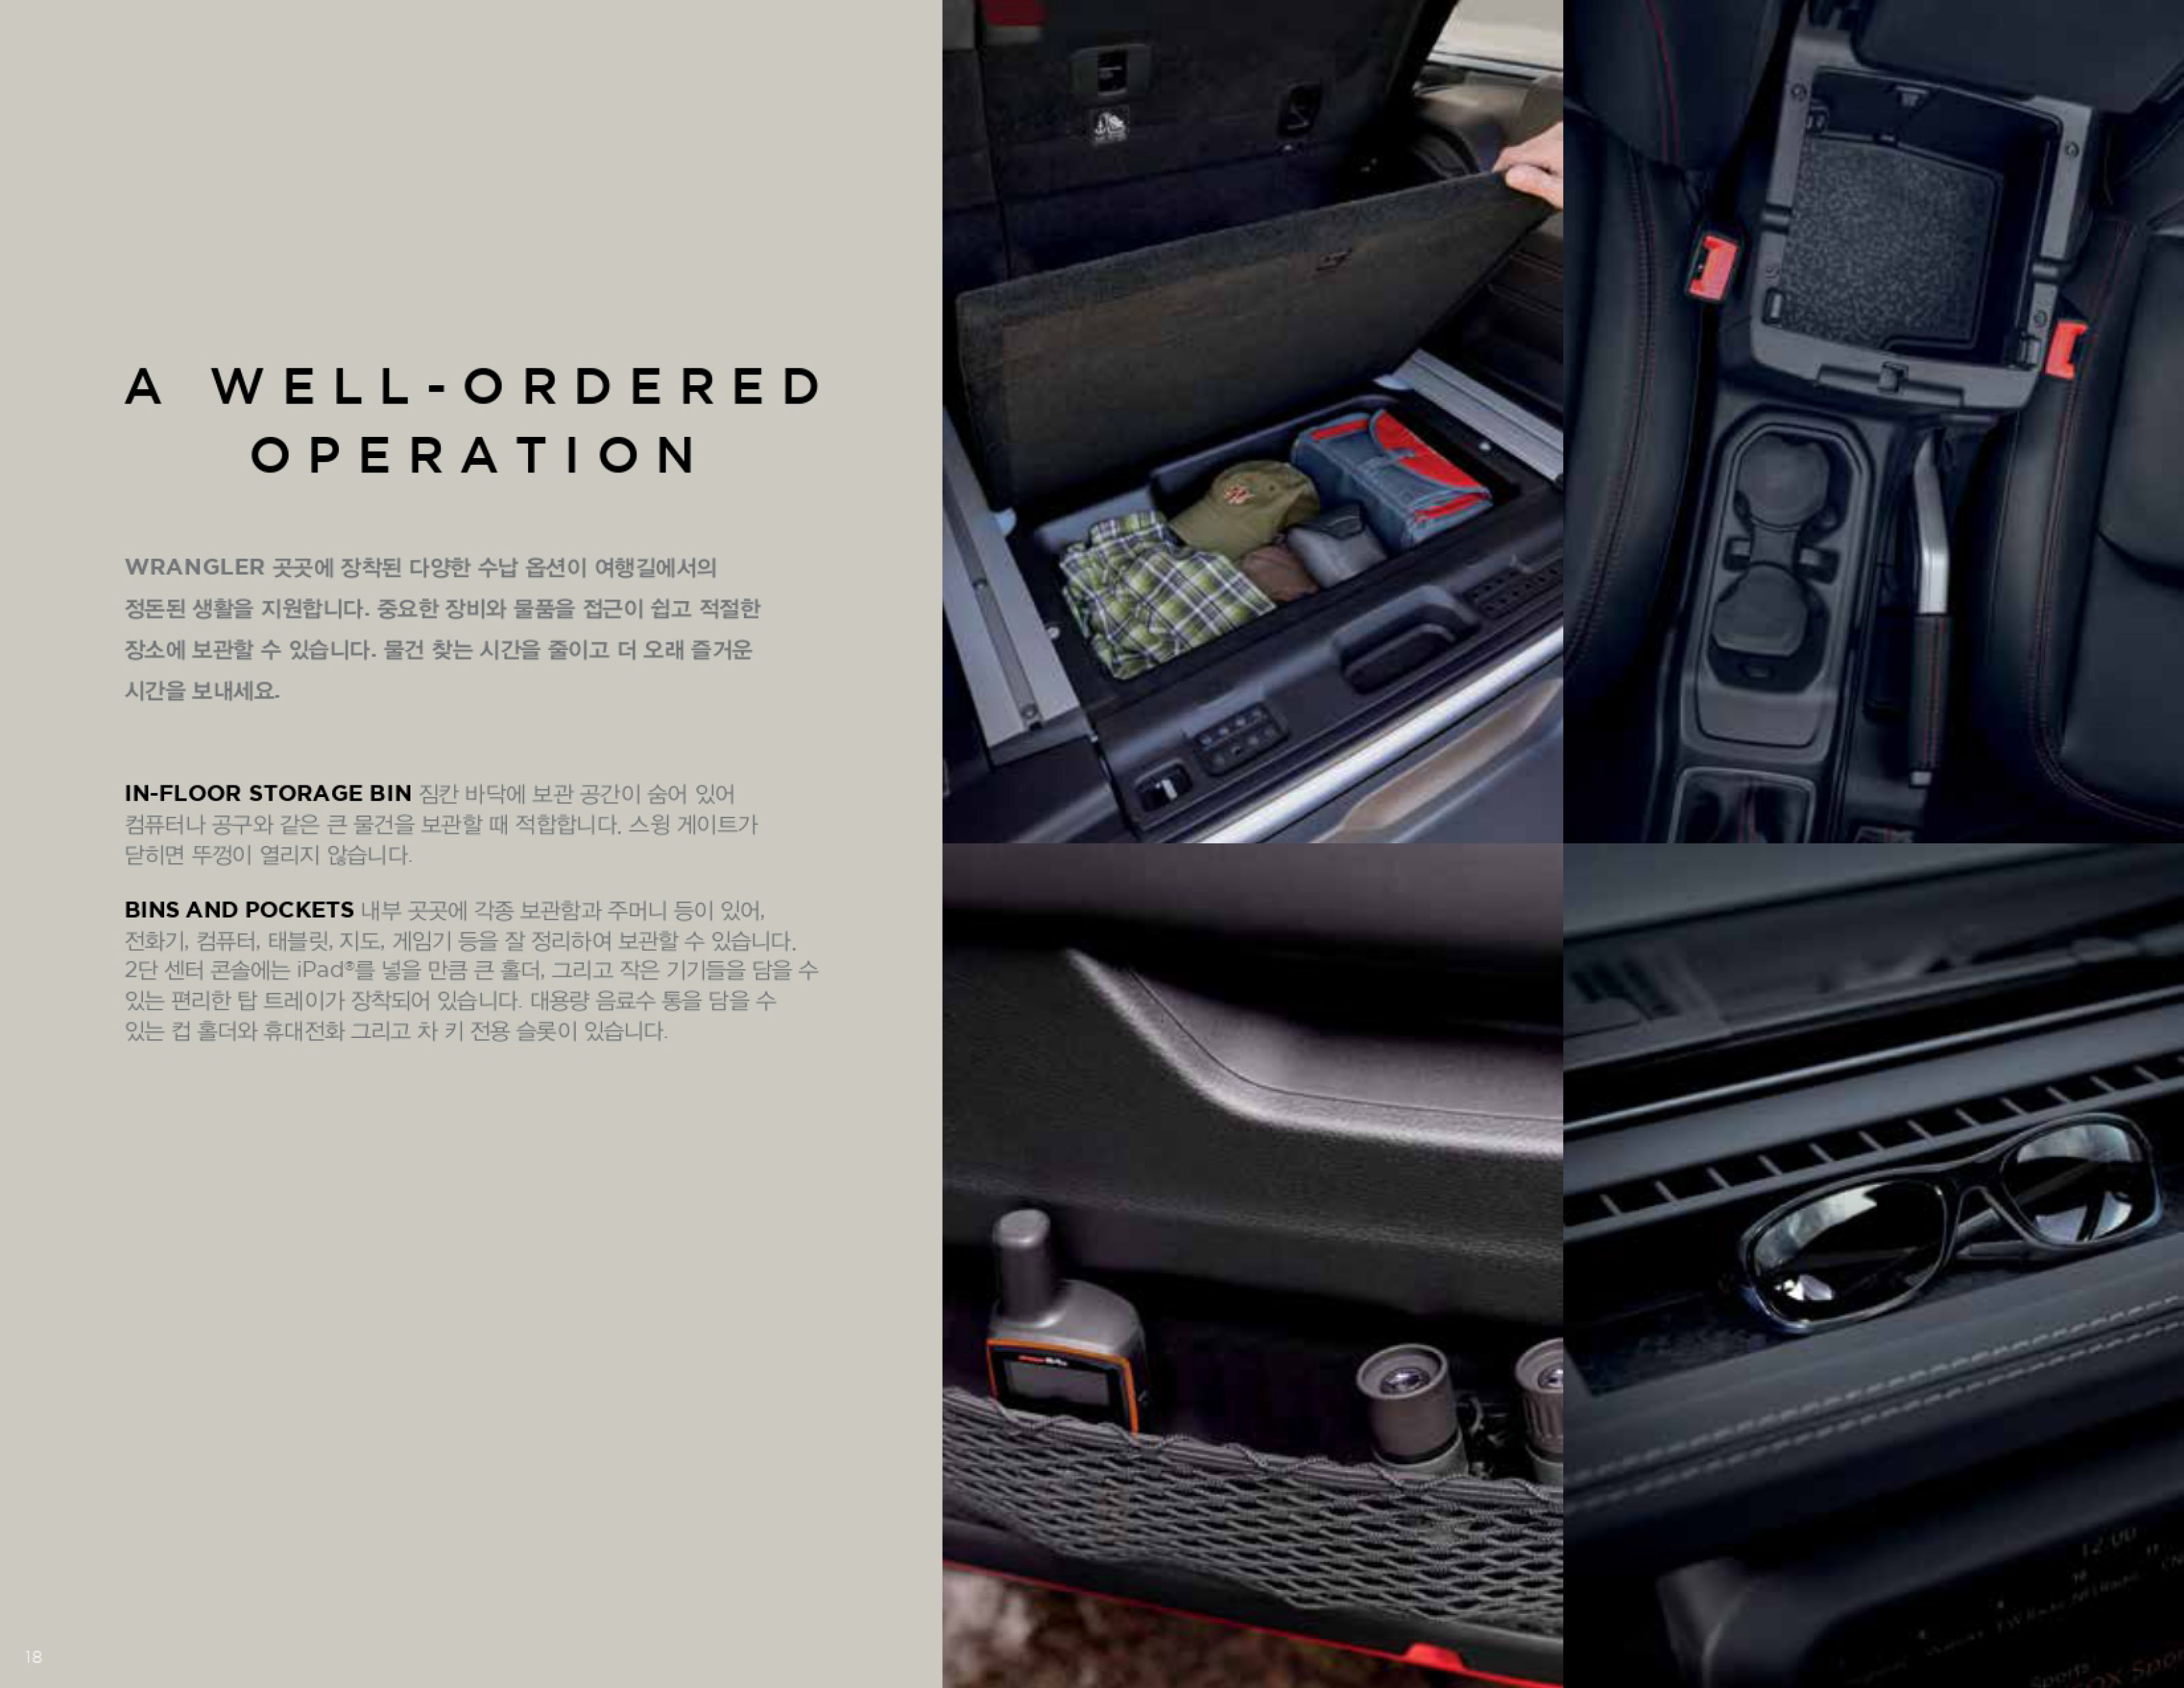 A WELL-ORDERED
OPERATION
WRANGLER 곳곳에 장착된 다양한 수납 옵션이 여행길에서의
정돈된 생활을 지원합니다. 중요한 장비와 물품을 접근이 쉽고 적절한
장소에 보관할 수 있습니다. 물건 찾는 시간을 줄이고 더 오래 즐거운
시간을 보내세요.
IN-FLOOR STORAGE BIN 짐칸 바닥에 보관 공간이 숨어 있어
컴퓨터나 공구와 같은 큰 물건을 보관할 때 적합합니다. 스윙 게이트가
닫히면 뚜껑이 열리지 않습니다.
BINS AND POCKETS 내부 곳곳에 각종 보관함과 주머니 등이 있어,
전화기, 컴퓨터, 태블릿, 지도, 게임기 등을 잘 정리하여 보관할 수 있습니다.
2단 센터 콘솔에는 iPad®를 넣을 만큼 큰 홀더, 그리고 작은 기기들을 담을 수
있는 편리한 탑 트레이가 장착되어 있습니다. 대용량 음료수 통을 담을 수
있는 컵 홀더와 휴대전화 그리고 차 키 전용 슬롯이 있습니다.
18
12:00
Sports